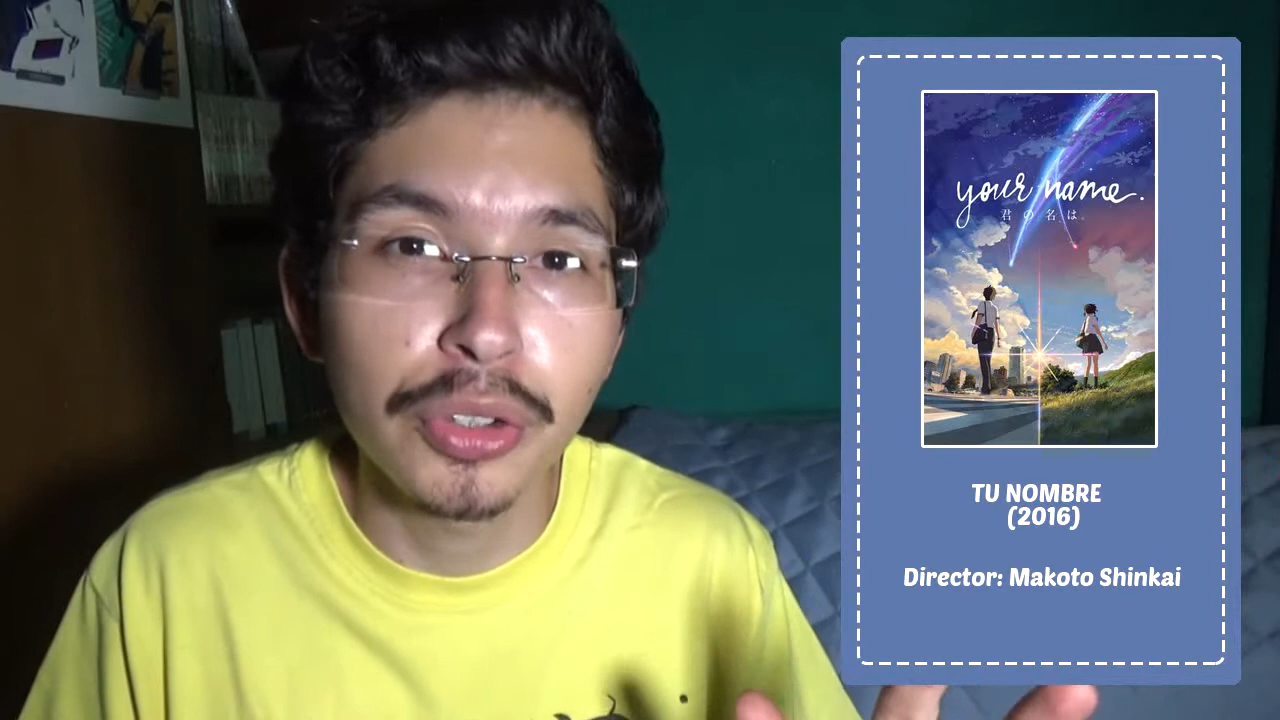 your name.
君の名は。
TU NOMBRE
(2016)
Director: Makoto Shinkai